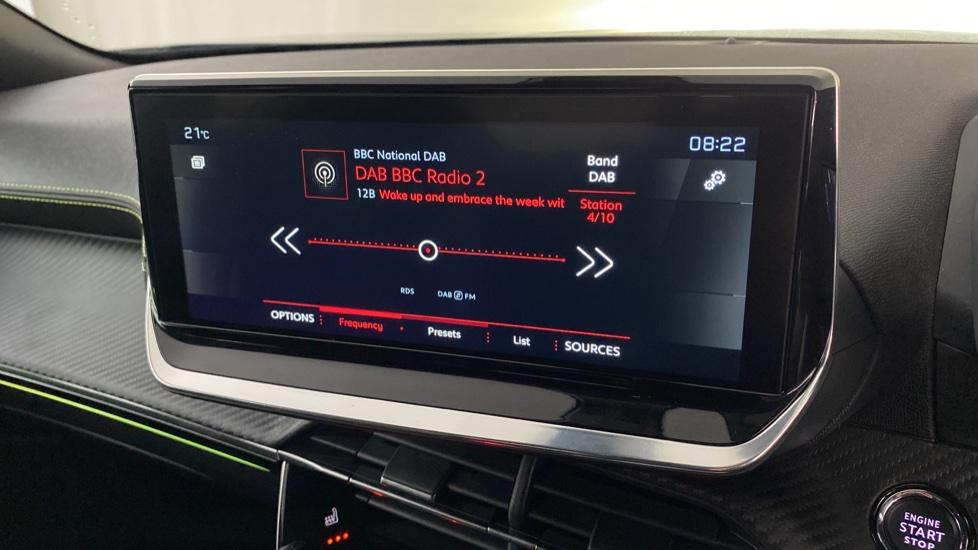 21°C
08:22
BBC National DAB
DAB BBC Radio 2
12B Wake up and embrace the week wit
Band
DAB
Station
4/10
RDS
DAB FM
OPTIONS Frequency Presets List SOURCES
ENGINE
START
STOP